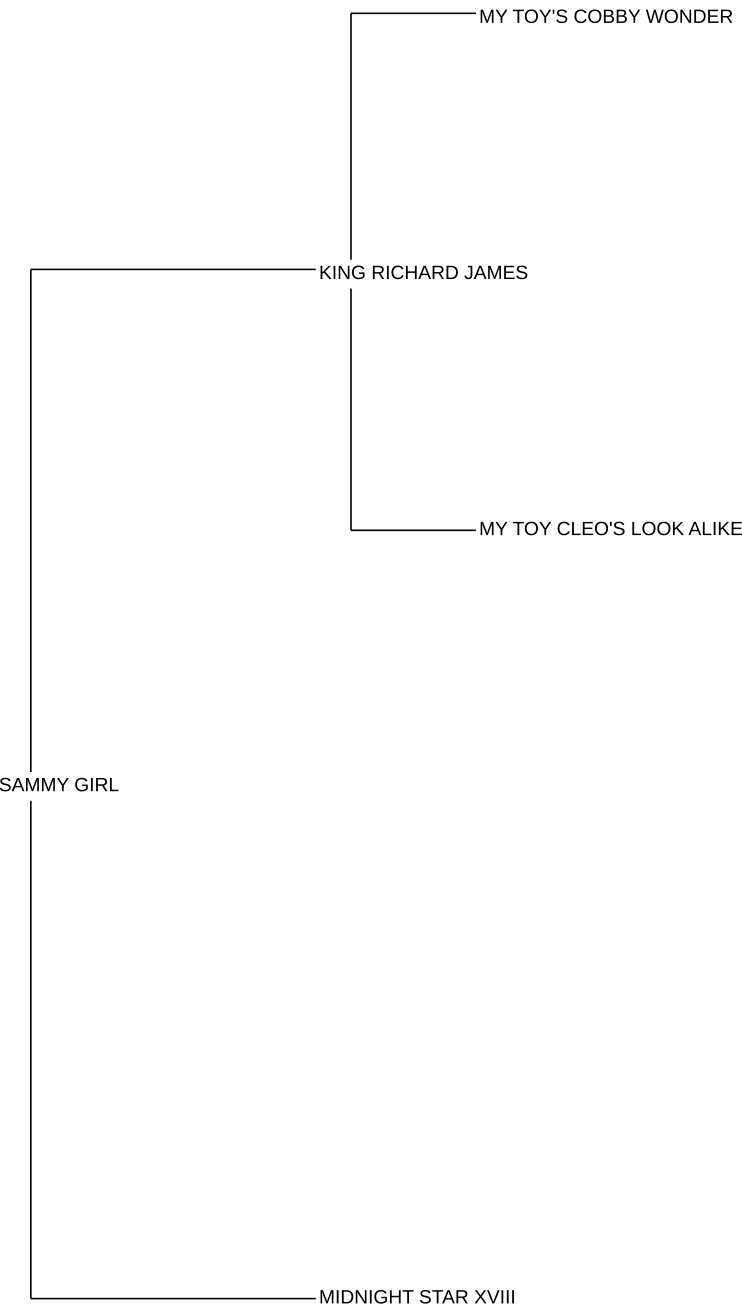 MY TOY'S COBBY WONDER
KING RICHARD JAMES
MY TOY CLEO'S LOOK ALIKE
SAMMY GIRL
MIDNIGHT STAR XVIII